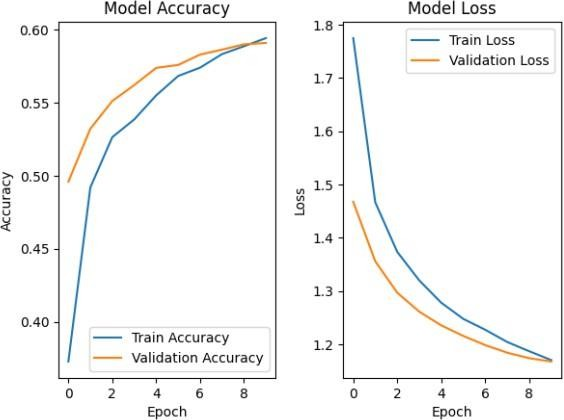 Model Accuracy
0.60
0.55
0.50
0.45
0.40
Accuracy
Train Accuracy
Validation Accuracy
0 2 4 6 8
Epoch
Model Loss
1.8
1.7
1.6
1.5
1.4
1.3
1.2
Loss
Train Loss
Validation Loss
0 2 4 6 8
Epoch